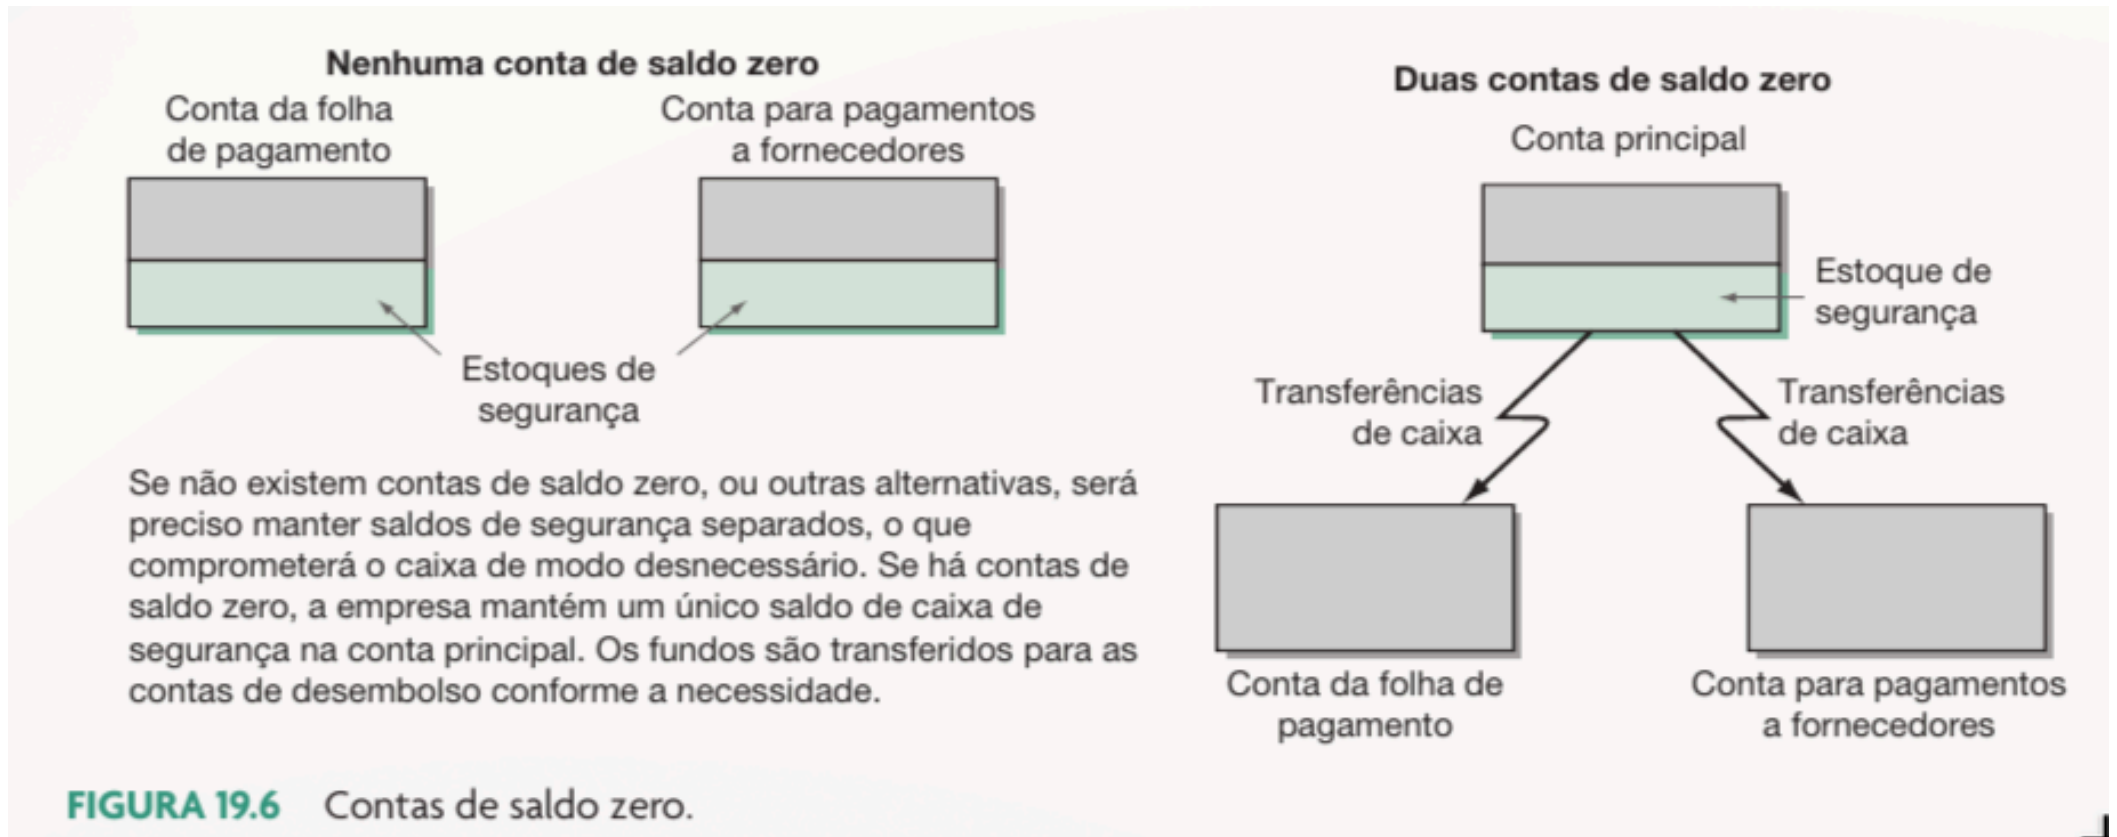 Nenhuma conta de saldo zero
Conta da folha
de pagamento
Conta para pagamentos
a fornecedores
Estoques de
segurança
Se não existem contas de saldo zero, ou outras alternativas, será
preciso manter saldos de segurança separados, o que
comprometerá o caixa de modo desnecessário. Se há contas de
saldo zero, a empresa mantém um único saldo de caixa de
segurança na conta principal. Os fundos são transferidos para as
contas de desembolso conforme a necessidade.
Duas contas de saldo zero
Conta principal
Estoque de
segurança
Transferências
de caixa
Transferências
de caixa
Conta da folha de
pagamento
Conta para pagamentos
a fornecedores
FIGURA 19.6 Contas de saldo zero.